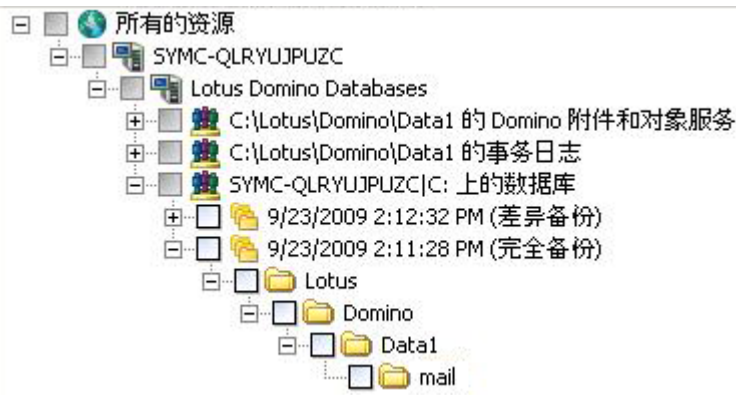 所有的资源
SYMC-QLRYUJPUZC
Lotus Domino Databases
C:\Lotus\Domino\Data1 的 Domino 附件和对象服务
C:\Lotus\Domino\Data1 的事务日志
SYMC-QLRYUJPUZC|C: 上的数据库
9/23/2009 2:12:32 PM (差异备份)
9/23/2009 2:11:28 PM (完全备份)
Lotus
Domino
Data1
mail